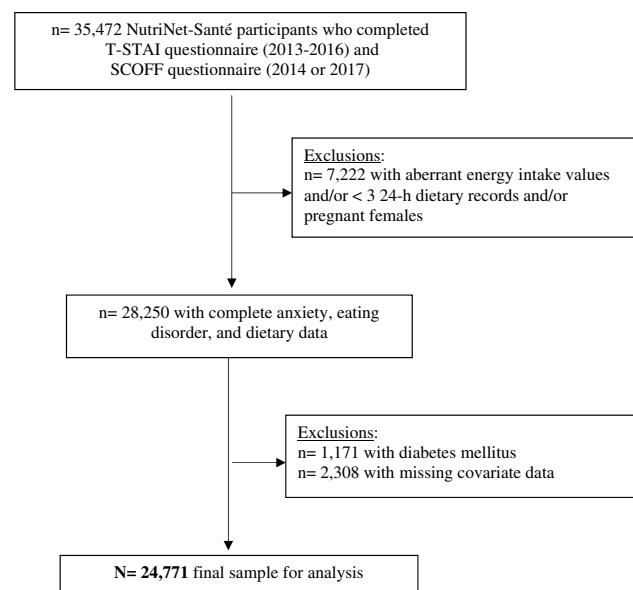 n= 35,472 NutriNet-Santé participants who completed
T-STAI questionnaire (2013-2016) and
SCOFF questionnaire (2014 or 2017)
Exclusions:
n= 7,222 with aberrant energy intake values
and/or < 3 24-h dietary records and/or
pregnant females
n= 28,250 with complete anxiety, eating
disorder, and dietary data
Exclusions:
n= 1,171 with diabetes mellitus
n= 2,308 with missing covariate data
N= 24,771 final sample for analysis